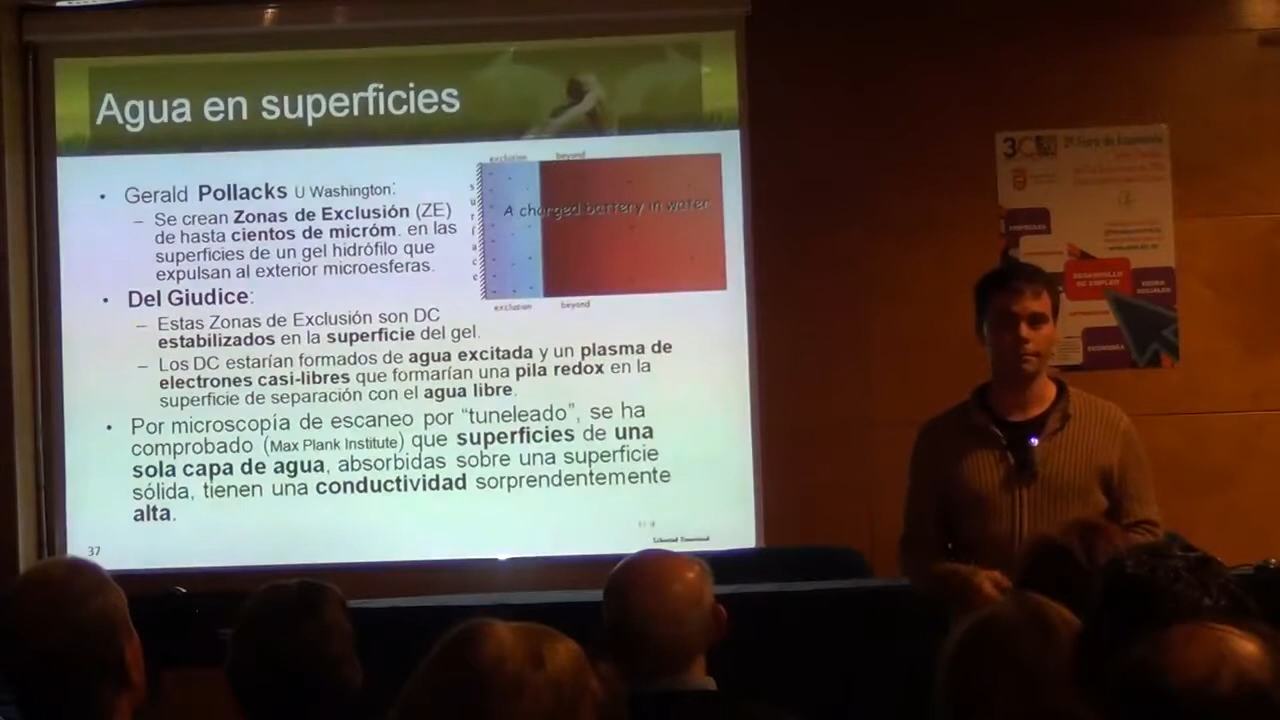 Agua en superficies
• Gerald Pollacks U Washington:
– Se crean Zonas de Exclusión (ZE)
de hasta cientos de micróm. en las
superficies de un gel hidrófilo que
expulsan al exterior microesferas.
exclusion beyond
surface
A charged battery in water
exclusion beyond
• Del Giudice:
– Estas Zonas de Exclusión son DC
estabilizados en la superficie del gel.
– Los DC estarían formados de agua excitada y un plasma de
electrones casi-libres que formarían una pila redox en la
superficie de separación con el agua libre.
• Por microscopía de escaneo por “tuneleado”, se ha
comprobado (Max Plank Institute) que superficies de una
sola capa de agua, absorbidas sobre una superficie
sólida, tienen una conductividad sorprendentemente
alta.
37
3C
DESARROLLO
DE EMPLEO
REDES
SOCIALES
ECONOMÍA